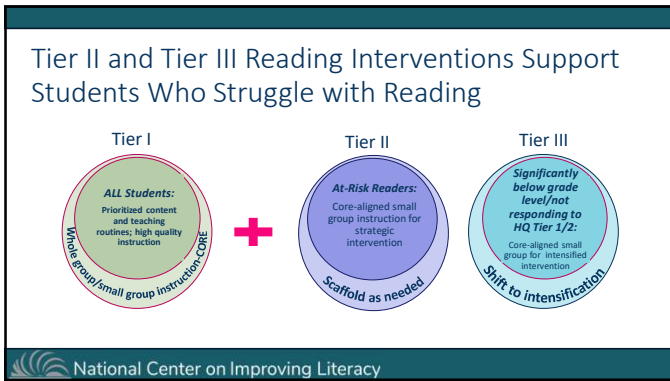 Tier II and Tier III Reading Interventions Support
Students Who Struggle with Reading
Tier I
ALL Students:
Prioritized content
and teaching
routines; high quality
instruction
Whole group/small group instruction-CORE
Tier II
At-Risk Readers:
Core-aligned small
group instruction for
strategic
intervention
Scaffold as needed
Tier III
Significantly
below grade
level/not
responding to
HQ Tier 1/2:
Core-aligned small
group for intensified
intervention
Shift to intensification
National Center on Improving Literacy